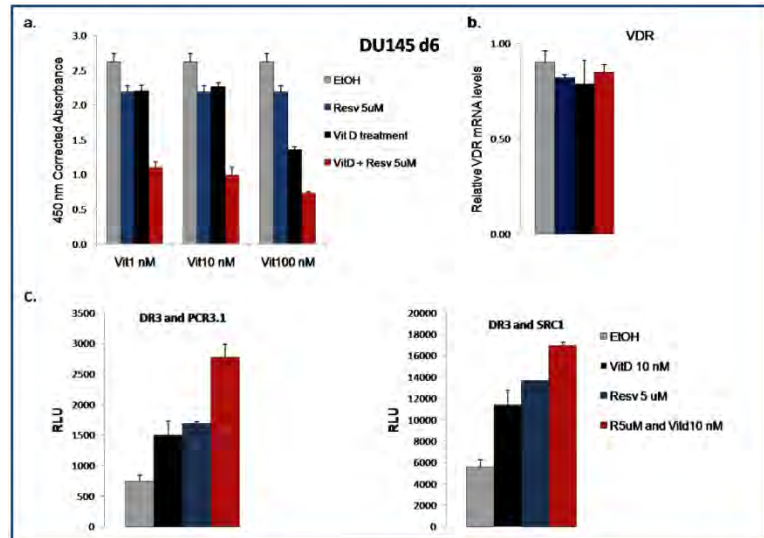 a.
DU145 d6
3.0
2.5
2.0
1.5
1.0
0.5
0.0
450 nm Corrected Absorbance
EtOH
Resv 5uM
Vit D treatment
VitD + Resv 5uM
Vit1 nM Vit10 nM Vit100 nM
b.
VDR
1.00
0.50
0.00
Relative VDR mRNA levels
c.
DR3 and PCR3.1
3500
3000
2500
2000
1500
1000
500
0
RLU
DR3 and SRC1
20000
18000
16000
14000
12000
10000
8000
6000
4000
2000
0
RLU
EtOH
VitD 10 nM
Resv 5 uM
R5uM and Vitd10 nM